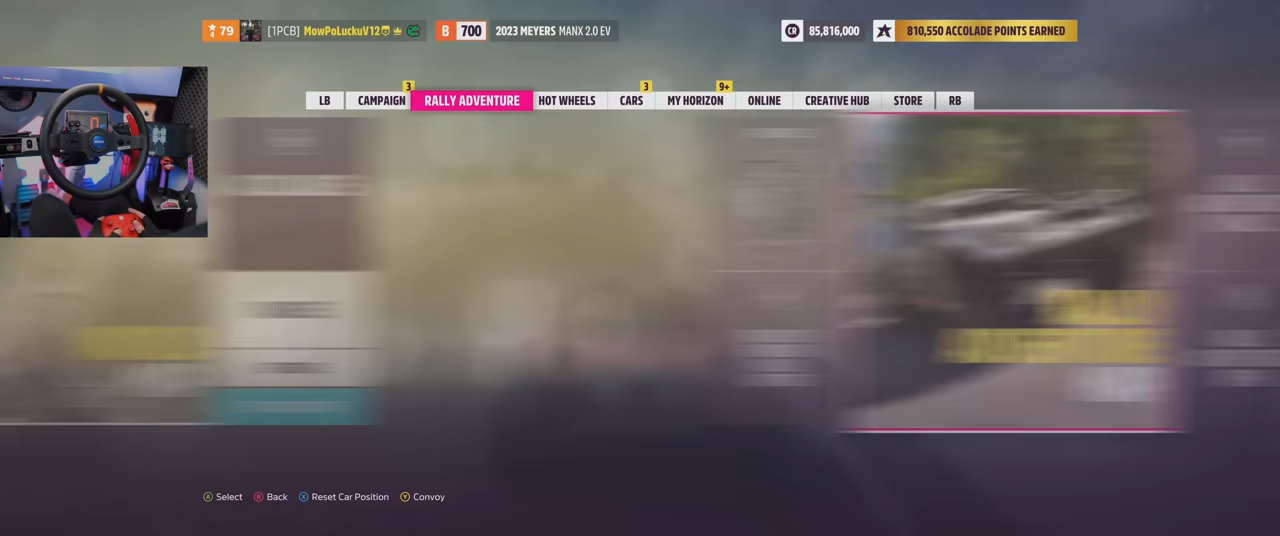 79 [1PCB] MowPoLuckuV12 B 700 2023 MEYERS MANX 2.0 EV CR 85,816,000 810,550 ACCOLADE POINTS EARNED
4
3 3 9+
LB CAMPAIGN RALLY ADVENTURE HOT WHEELS CARS MY HORIZON ONLINE CREATIVE HUB STORE RB
A Select B Back X Reset Car Position Y Convoy